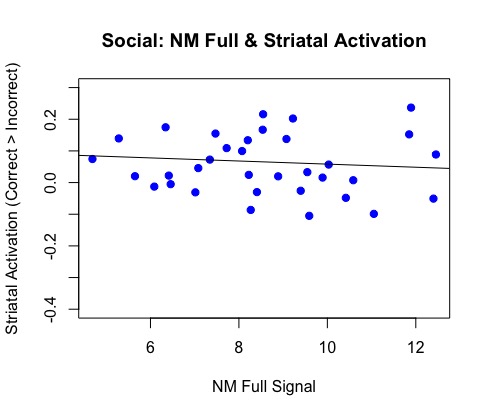 Social: NM Full & Striatal Activation
Striatal Activation (Correct > Incorrect)
0.2
0.0
-0.2
-0.4
6 8 10 12
NM Full Signal